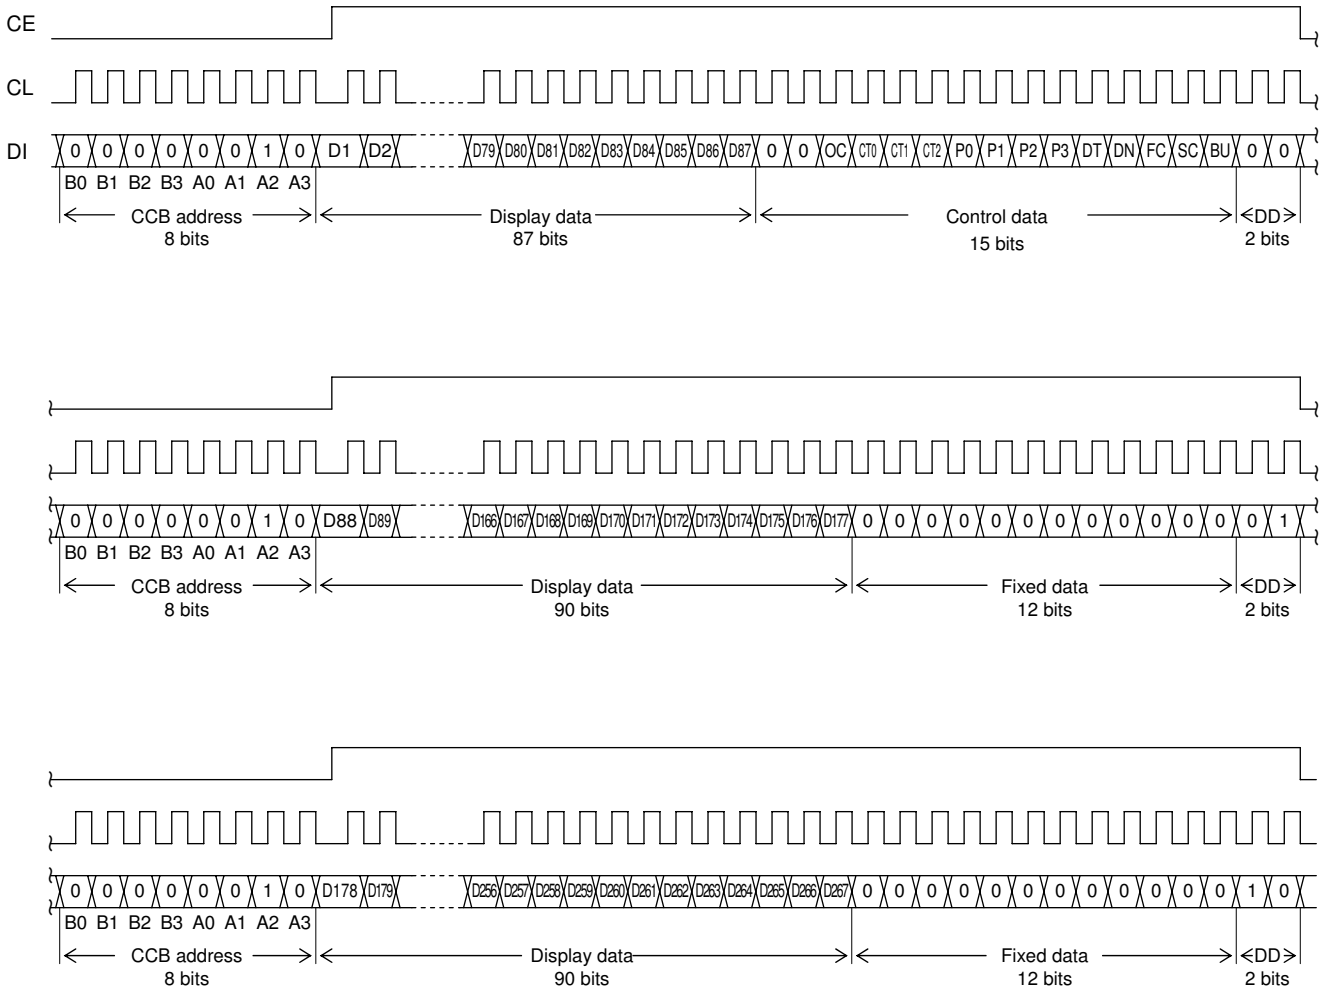 CE
CL
DI 0 0 0 0 0 0 1 0 D1 D2 D79 D80 D81 D82 D83 D84 D85 D86 D87 0 0 OC CT0 CT1 CT2 P0 P1 P2 P3 DT DN FC SC BU 0 0
B0 B1 B2 B3 A0 A1 A2 A3
CCB address Display data Control data DD
8 bits 87 bits 15 bits 2 bits
0 0 0 0 0 0 1 0 D88 D89 D166 D167 D168 D169 D170 D171 D172 D173 D174 D175 D176 D177 0 0 0 0 0 0 0 0 0 0 0 0 0 1
B0 B1 B2 B3 A0 A1 A2 A3
CCB address Display data Fixed data DD
8 bits 90 bits 12 bits 2 bits
0 0 0 0 0 0 1 0 D178 D179 D256 D257 D258 D259 D260 D261 D262 D263 D264 D265 D266 D267 0 0 0 0 0 0 0 0 0 0 0 0 1 0
B0 B1 B2 B3 A0 A1 A2 A3
CCB address Display data Fixed data DD
8 bits 90 bits 12 bits 2 bits